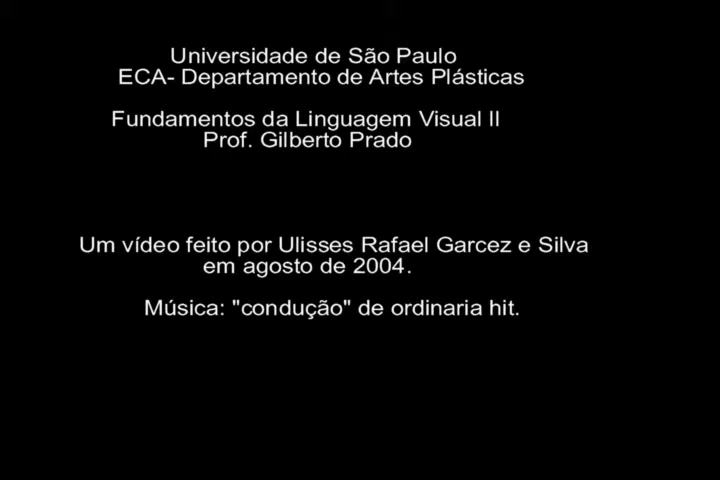 Universidade de São Paulo
ECA- Departamento de Artes Plásticas
Fundamentos da Linguagem Visual II
Prof. Gilberto Prado
Um vídeo feito por Ulisses Rafael Garcez e Silva
em agosto de 2004.
Música: "condução" de ordinaria hit.